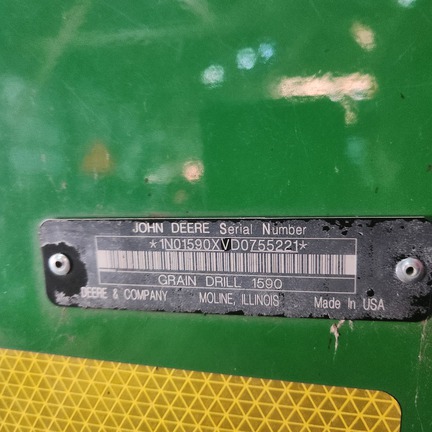 JOHN DEERE Serial Number
*1N01590XVD0755221*
GRAIN DRILL 1590
DEERE & COMPANY MOLINE, ILLINOIS Made In USA